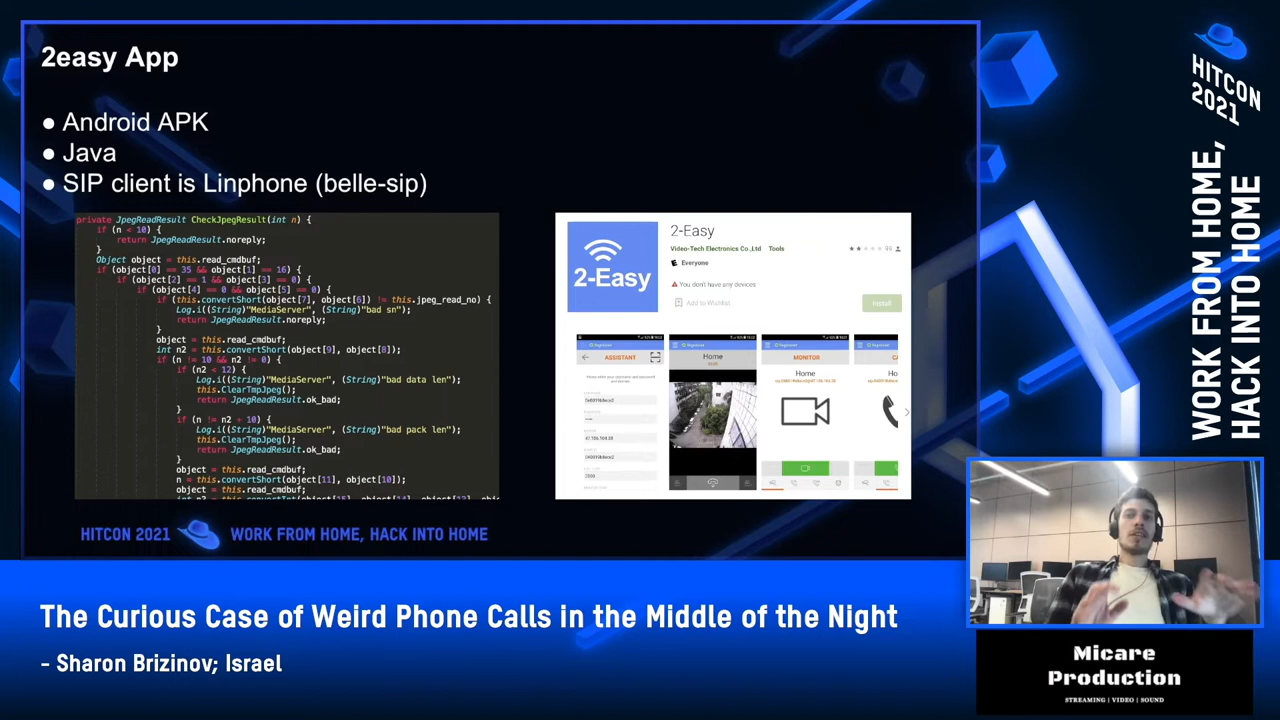 2easy App
● Android APK
● Java
● SIP client is Linphone (belle-sip)
private JpegReadResult CheckJpegResult(int n) {
if (n < 10) {
return JpegReadResult.noreply;
}
Object object = this.read_cmdbuf;
if (object[0] == 35 && object[1] == 16) {
if (object[2] == 1 && object[3] == 0) {
if (object[4] == 0 && object[5] == 0) {
if (this.convertShort(object[7], object[6]) != this.jpeg_read_no) {
Log.i((String)"MediaServer", (String)"bad sn");
return JpegReadResult.noreply;
}
object = this.read_cmdbuf;
int n2 = this.convertShort(object[9], object[8]);
if (n != 10 && n2 != 0) {
if (n2 < 12) {
Log.i((String)"MediaServer", (String)"bad data len");
this.ClearTmpJpeg();
return JpegReadResult.ok_bad;
}
if (n != n2 + 10) {
Log.i((String)"MediaServer", (String)"bad pack len");
this.ClearTmpJpeg();
return JpegReadResult.ok_bad;
}
object = this.read_cmdbuf;
n = this.convertShort(object[11], object[10]);
object = this.read_cmdbuf;
2-Easy
2-Easy
Video-Tech Electronics Co.,Ltd Tools
Everyone
You don't have any devices
Add to Wishlist
Install
ASSISTANT
Home
MONITOR
Home
HITCON 2021 WORK FROM HOME, HACK INTO HOME
HITCON
2021
WORK FROM HOME,
HACK INTO HOME
The Curious Case of Weird Phone Calls in the Middle of the Night
- Sharon Brizinov; Israel
Micare
Production
STREAMING | VIDEO | SOUND